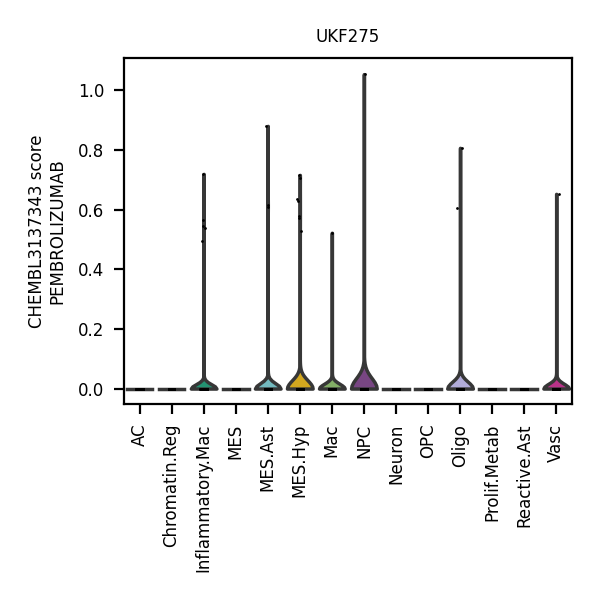 UKF275
CHEMBL3137343 score
PEMBROLIZUMAB
1.0
0.8
0.6
0.4
0.2
0.0
AC
Chromatin.Reg
Inflammatory.Mac
MES
MES.Ast
MES.Hyp
Mac
NPC
Neuron
OPC
Oligo
Prolif.Metab
Reactive.Ast
Vasc